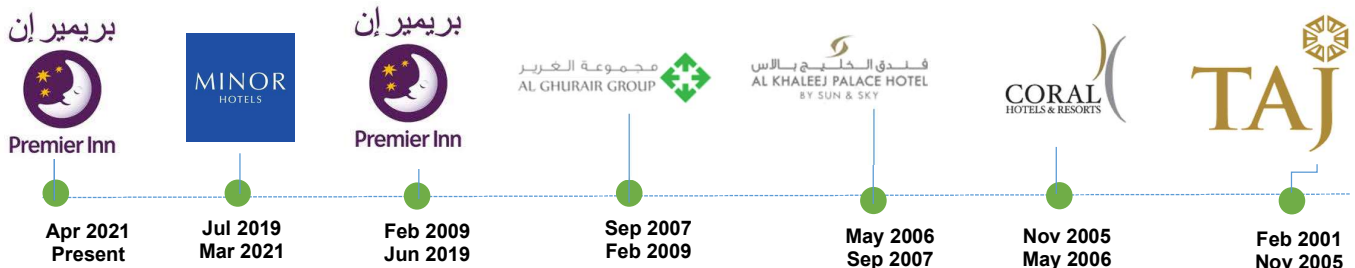 بريمير إن
Premier Inn
Apr 2021
Present
MINOR
HOTELS
Jul 2019
Mar 2021
بريمير إن
Premier Inn
Feb 2009
Jun 2019
مجموعة الغرير
AL GHURAIR GROUP
Sep 2007
Feb 2009
فندق الخليج بالاس
AL KHALEEJ PALACE HOTEL
BY SUN & SKY
May 2006
Sep 2007
CORAL
HOTELS & RESORTS
Nov 2005
May 2006
TAJ
Feb 2001
Nov 2005